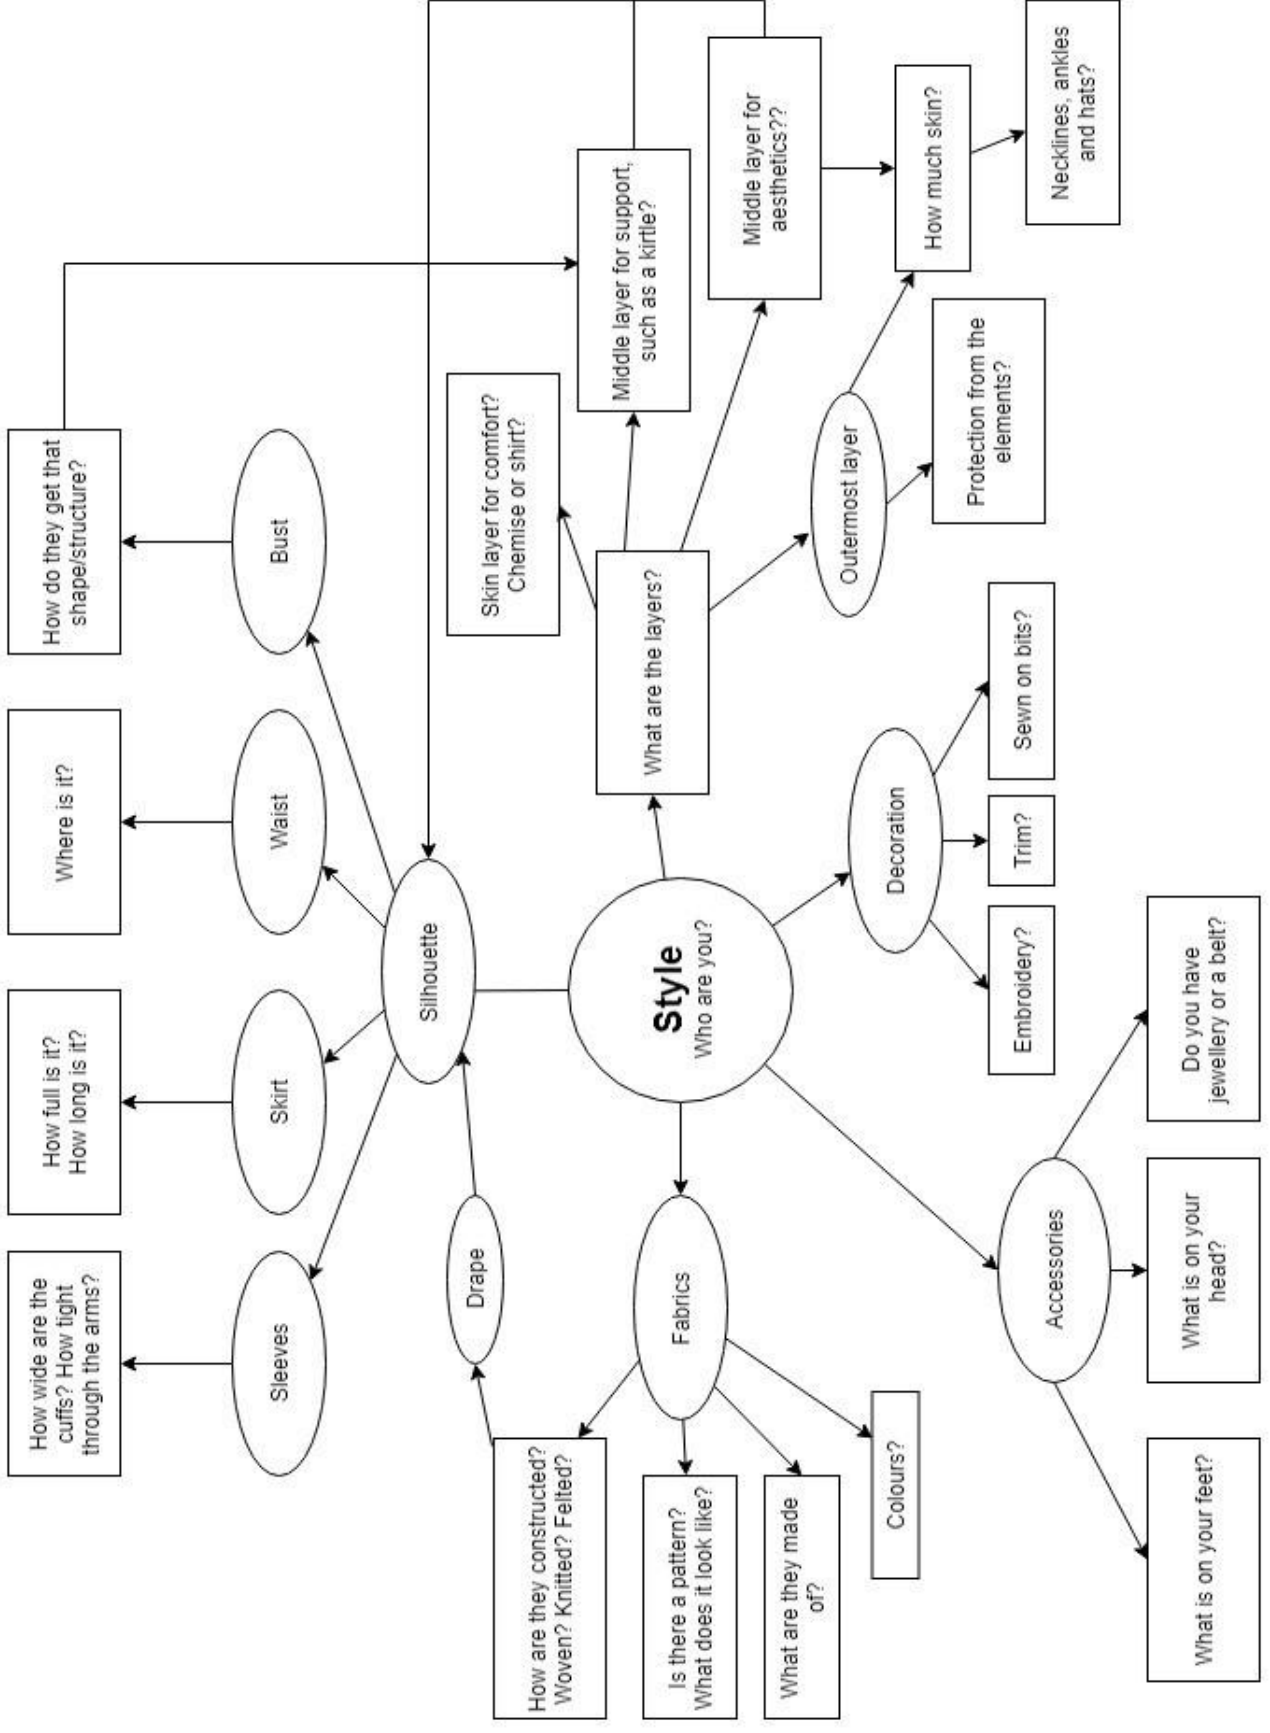 How wide are the
cuffs? How tight
through the arms?
How full is it?
How long is it?
Where is it?
How do they get that
shape/structure?
Sleeves
Skirt
Waist
Bust
Silhouette
Drape
Skin layer for comfort?
Chemise or shirt?
How are they constructed?
Woven? Knitted? Felted?
Middle layer for support,
such as a kirtle?
Is there a pattern?
What does it look like?
Fabrics
Style
Who are you?
What are the layers?
Middle layer for
aesthetics??
What are they made
of?
Colours?
Decoration
Outermost layer
How much skin?
Embroidery?
Trim?
Sewn on bits?
Protection from the
elements?
Accessories
Necklines, ankles
and hats?
What is on your feet?
What is on your
head?
Do you have
jewellery or a belt?